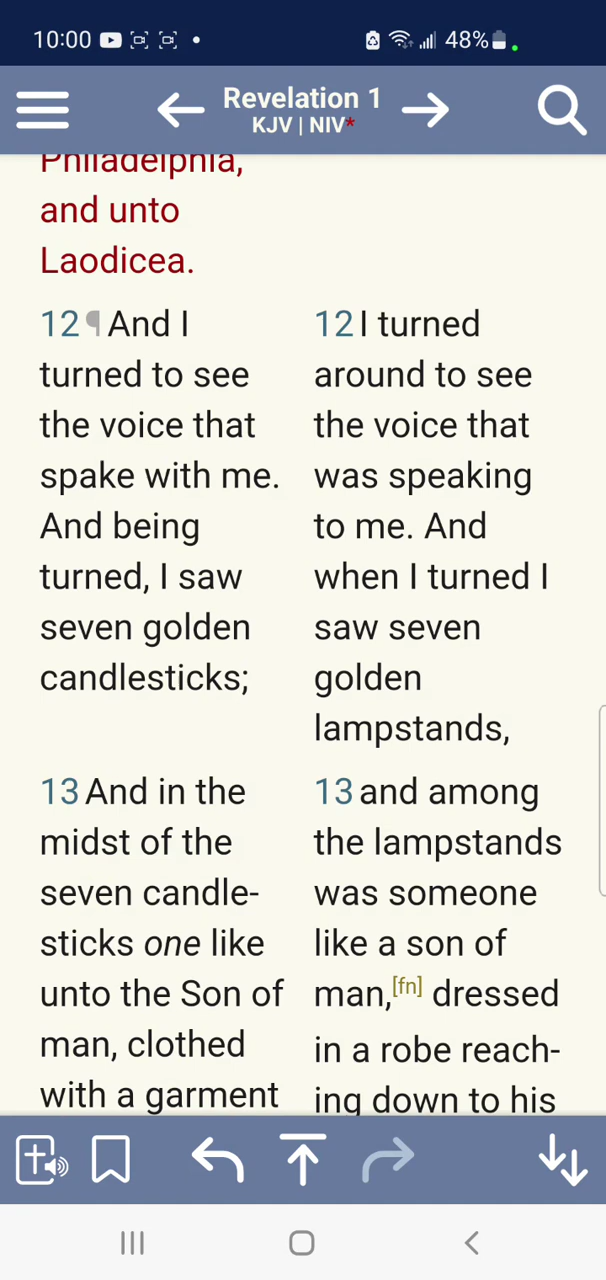 10:00 48%
Revelation 1
KJV | NIV*
Philadelphia,
and unto
Laodicea.
12 ¶ And I
turned to see
the voice that
spake with me.
And being
turned, I saw
seven golden
candlesticks;
12 I turned
around to see
the voice that
was speaking
to me. And
when I turned I
saw seven
golden
lampstands,
13 And in the
midst of the
seven candle-
sticks one like
unto the Son of
man, clothed
with a garment
13 and among
the lampstands
was someone
like a son of
man,[fn] dressed
in a robe reach-
ing down to his